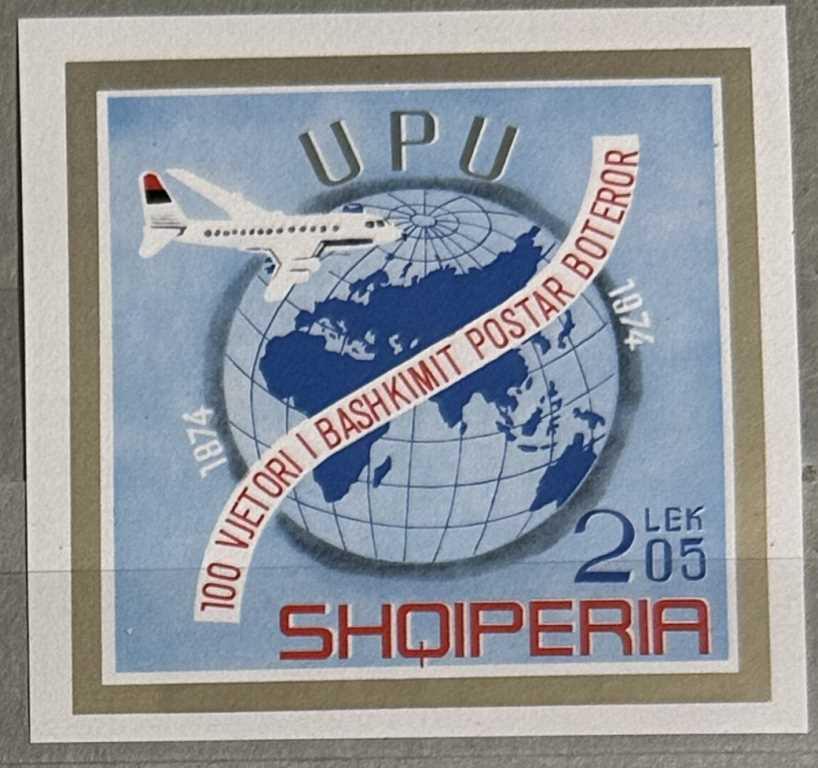 UPU
100 VJETORI I BASHKIMIT POSTAR BOTEROR
1874
1974
2 LEK
05
SHQIPERIA